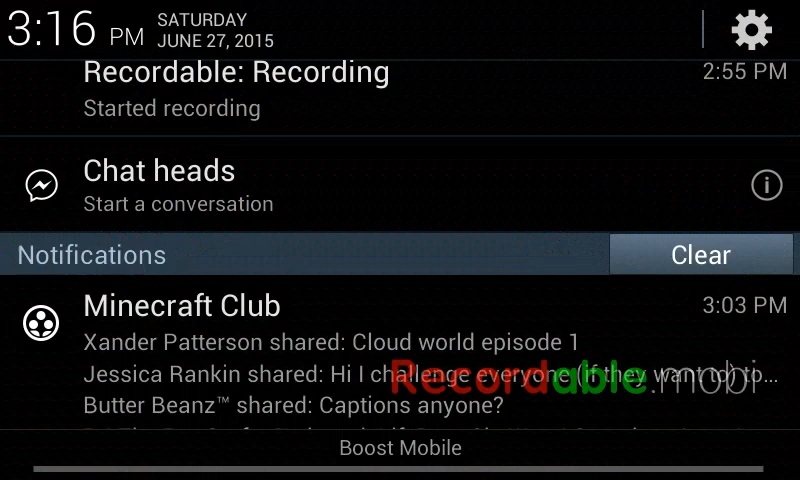 3:16 PM SATURDAY
JUNE 27, 2015
Recordable: Recording 2:55 PM
Started recording
Chat heads
Start a conversation
Notifications Clear
Minecraft Club 3:03 PM
Xander Patterson shared: Cloud world episode 1
Jessica Rankin shared: Hi I challenge everyone (if they want to) to...
Recordable.mobi
Butter Beanz™ shared: Captions anyone?
Boost Mobile